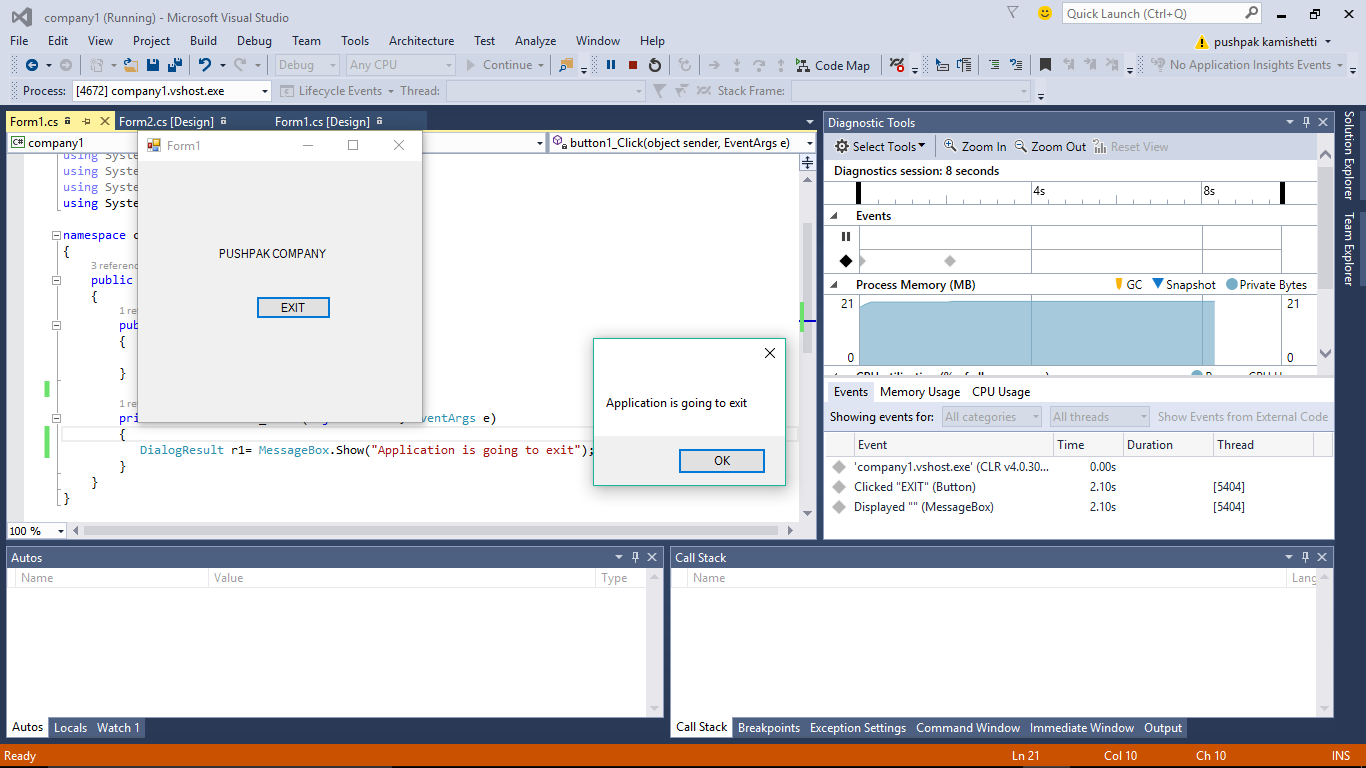 company1 (Running) - Microsoft Visual Studio
Quick Launch (Ctrl+Q)
File Edit View Project Build Debug Team Tools Architecture Test Analyze Window Help
pushpak kamishetti
Debug Any CPU Continue Code Map No Application Insights Events
Process: [4672] company1.vshost.exe Lifecycle Events Thread: Stack Frame:
Form1.cs Form2.cs [Design] Form1.cs [Design]
C# company1 button1_Click(object sender, EventArgs e)
using Syste
using Syste
using Syste
using Syste
namespace c
{
3 referenc
public
{
1 re
pub
{
}
1 re
pri
EventArgs e)
{
DialogResult r1= MessageBox.Show("Application is going to exit");
}
}
}
100 %
Form1
PUSHPAK COMPANY
EXIT
Application is going to exit
OK
Diagnostic Tools
Select Tools Zoom In Zoom Out Reset View
Diagnostics session: 8 seconds
4s 8s
Events
Process Memory (MB) GC Snapshot Private Bytes
21 21
0 0
Events Memory Usage CPU Usage
Showing events for: All categories All threads Show Events from External Code
Event Time Duration Thread
'company1.vshost.exe' (CLR v4.0.30... 0.00s
Clicked "EXIT" (Button) 2.10s [5404]
Displayed "" (MessageBox) 2.10s [5404]
Solution Explorer
Team Explorer
Autos
Name Value Type
Autos Locals Watch 1
Call Stack
Name Lang
Call Stack Breakpoints Exception Settings Command Window Immediate Window Output
Ready Ln 21 Col 10 Ch 10 INS